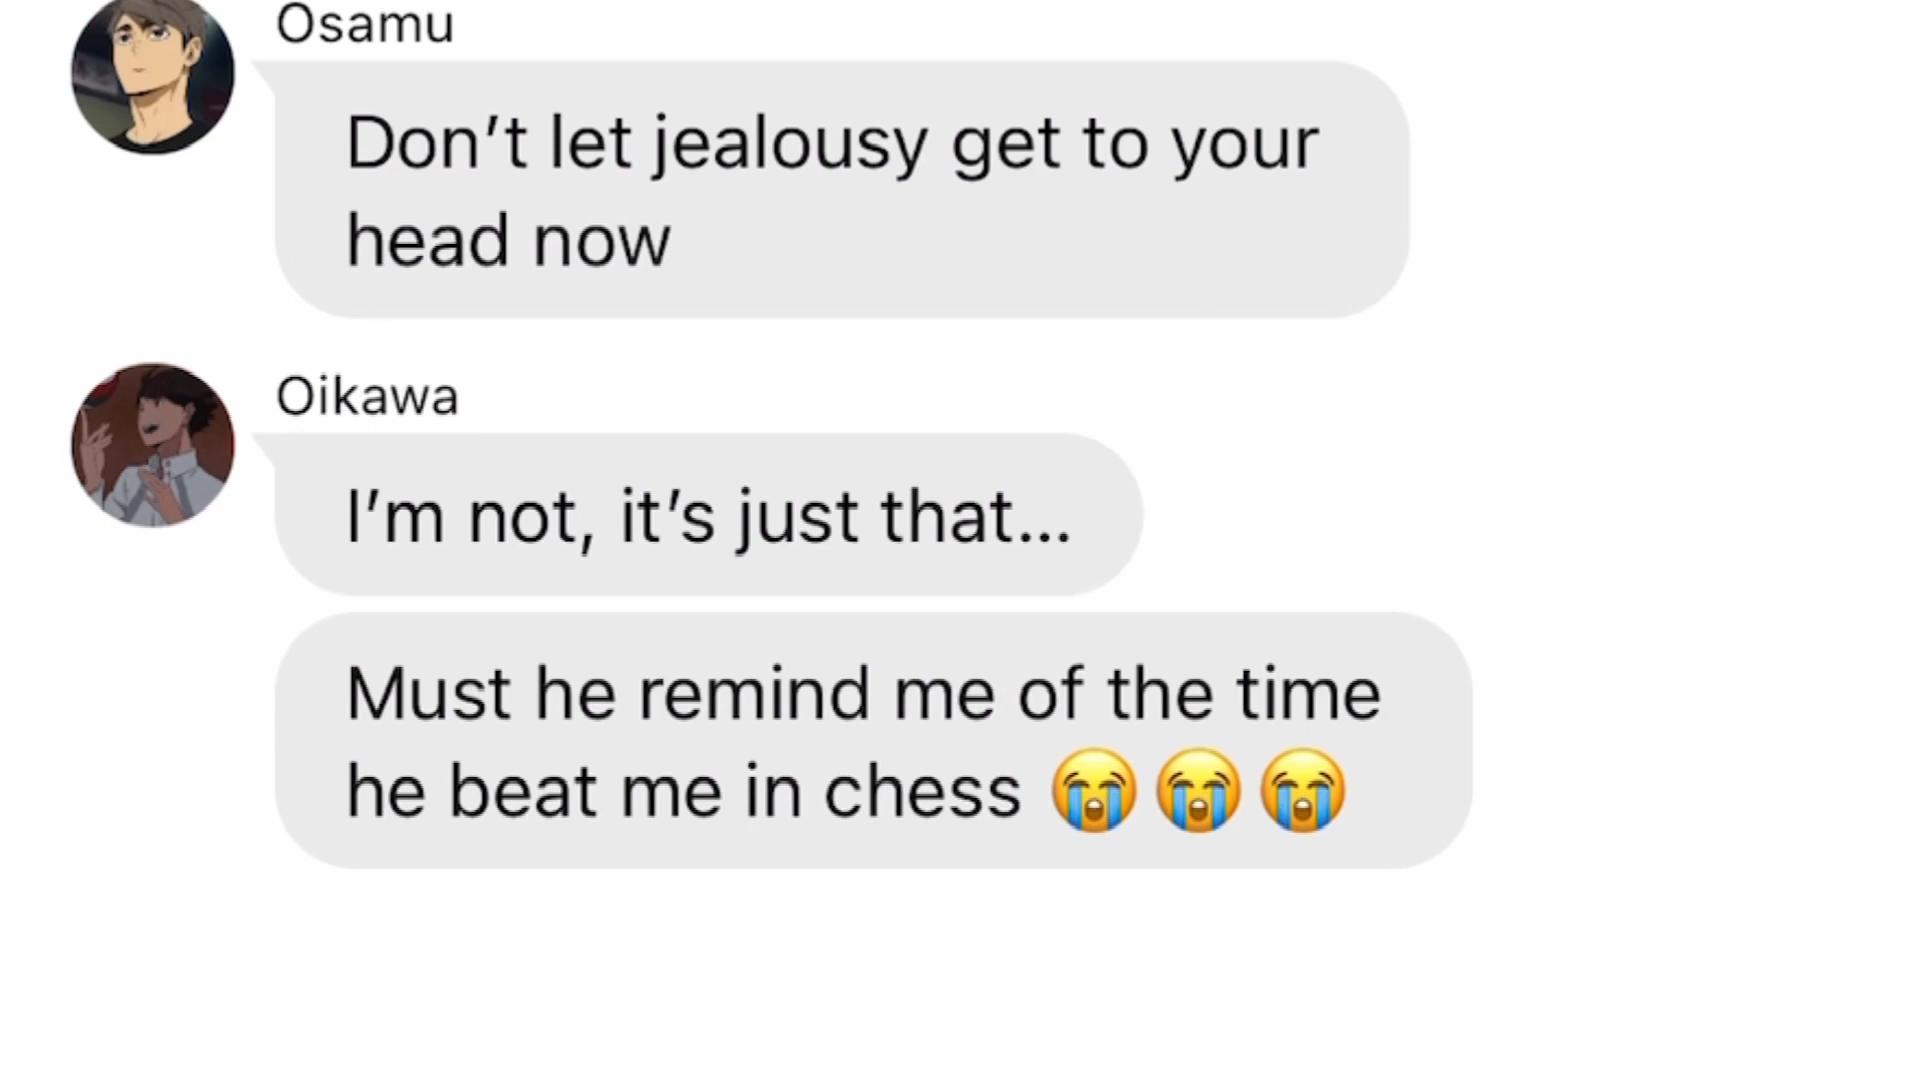 Osamu
Don’t let jealousy get to your
head now
Oikawa
I’m not, it’s just that...
Must he remind me of the time
he beat me in chess 😭😭😭